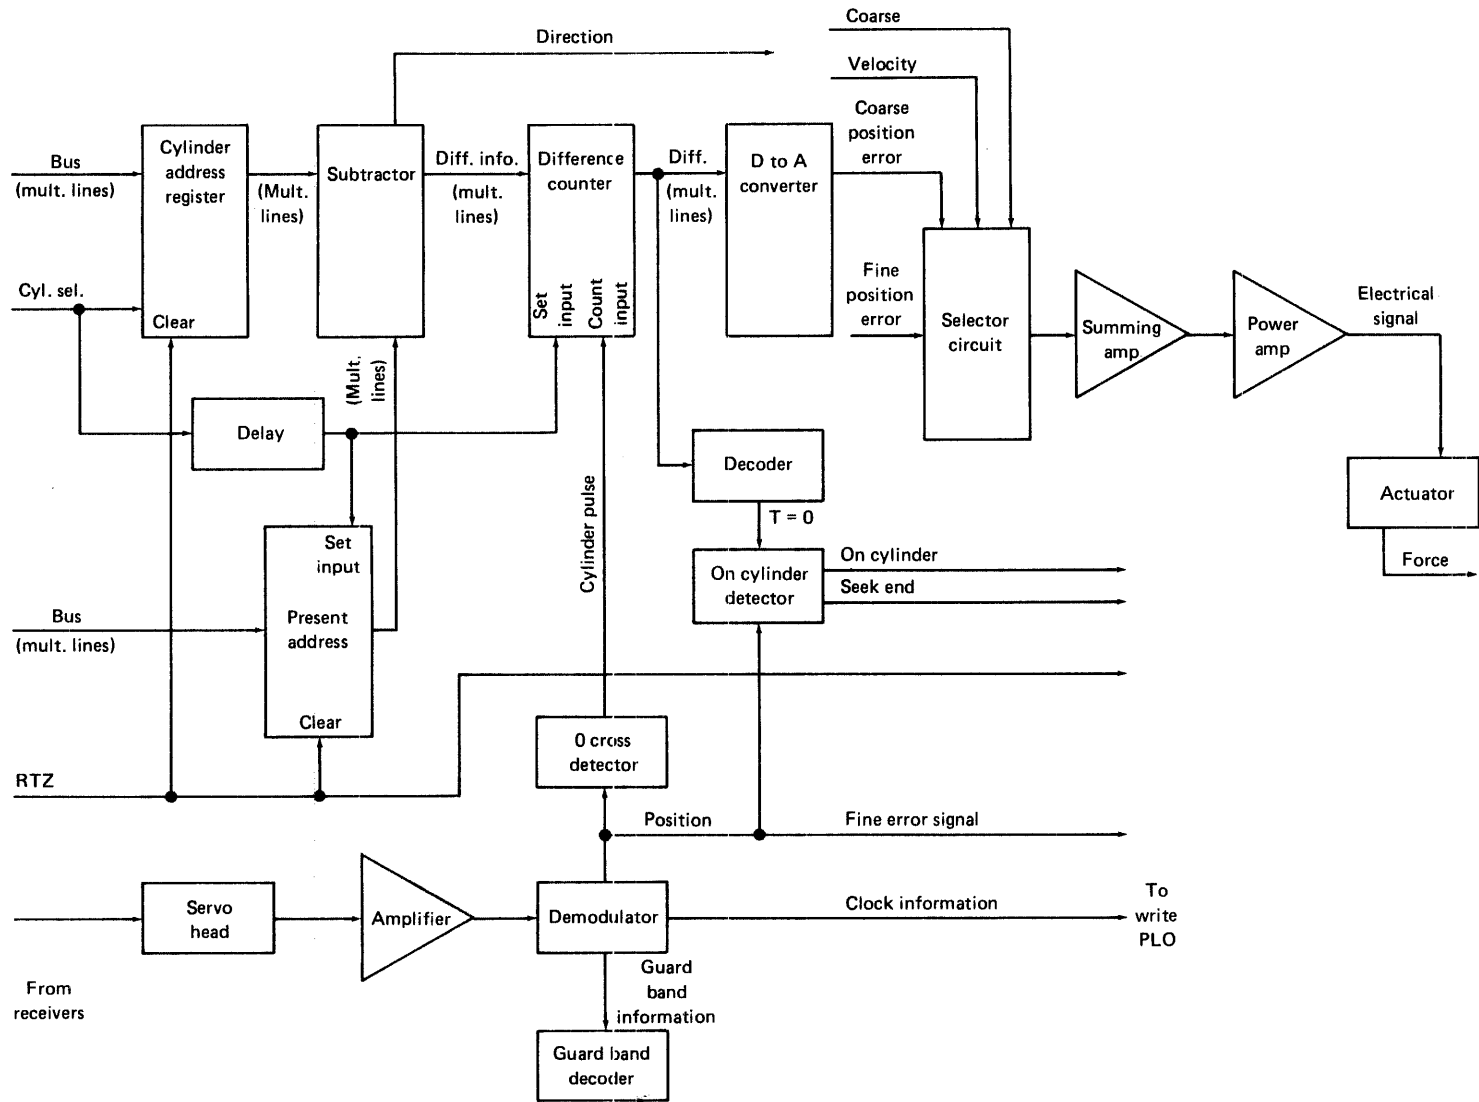 Direction
Coarse
Velocity
Coarse
position
error
Bus
(mult. lines)
Cylinder
address
register
Clear
(Mult.
lines)
Subtractor
Diff. info.
(mult.
lines)
Difference
counter
Set
input
Count
input
Diff.
(mult.
lines)
D to A
converter
Cyl. sel.
Fine
position
error
Selector
circuit
Summing
amp
Power
amp
Electrical
signal
(Mult.
lines)
Delay
Decoder
T = 0
Actuator
Force
Cylinder pulse
On cylinder
detector
On cylinder
Seek end
Set
input
Present
address
Clear
Bus
(mult. lines)
RTZ
0 cross
detector
Position
Fine error signal
Servo
head
Amplifier
Demodulator
Clock information
To
write
PLO
From
receivers
Guard
band
information
Guard band
decoder